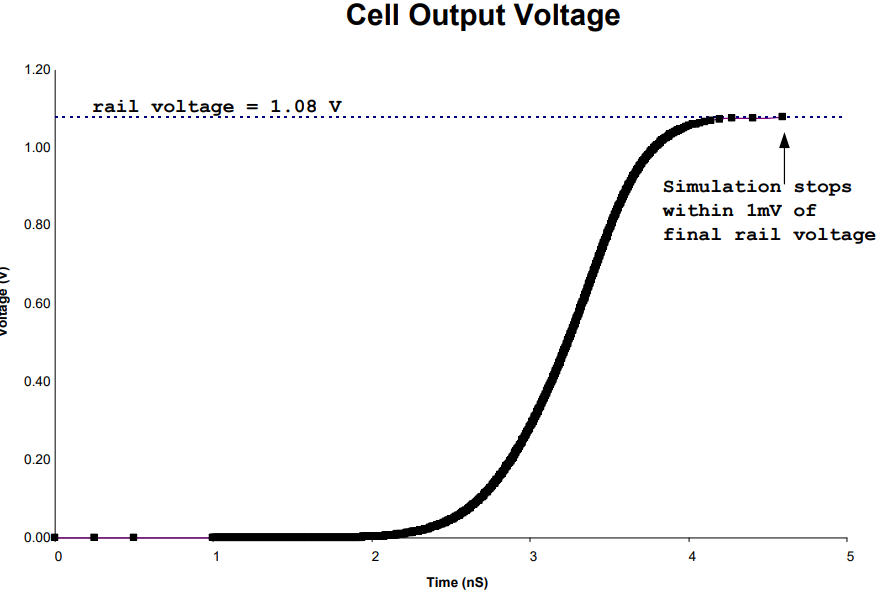 Cell Output Voltage
1.20
rail voltage = 1.08 V
1.00
Simulation stops
within 1mV of
final rail voltage
0.80
0.60
Voltage (V)
0.40
0.20
0.00
0 1 2 3 4 5
Time (nS)